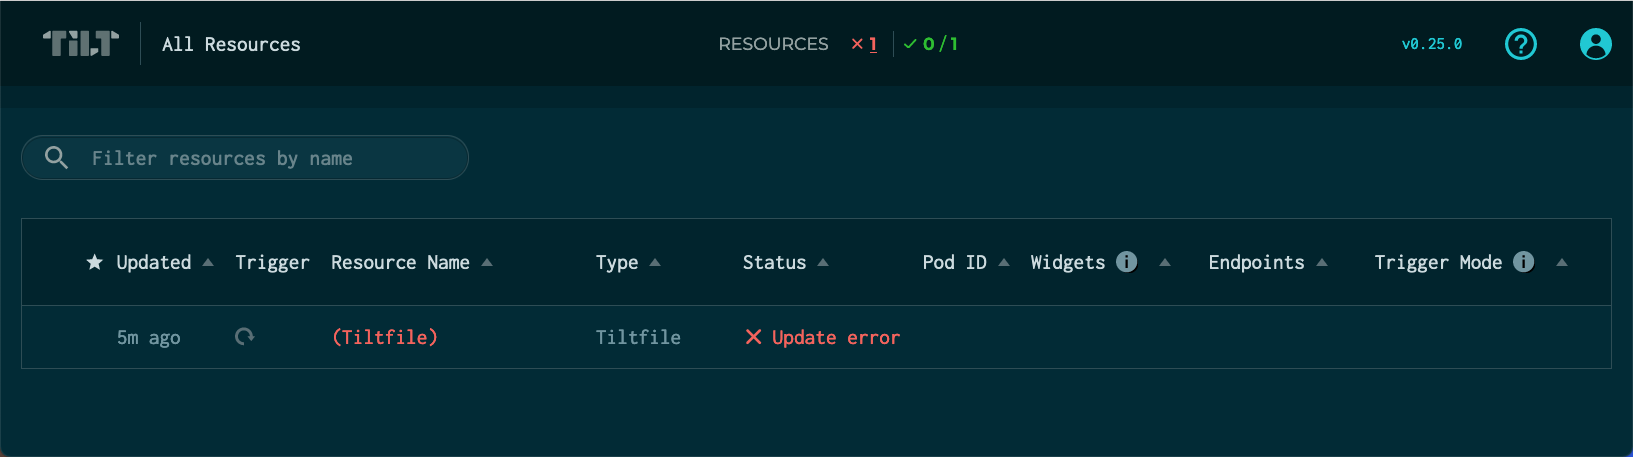 TILT All Resources RESOURCES 1 0/1 v0.25.0 ?
Filter resources by name
Updated Trigger Resource Name Type Status Pod ID Widgets i Endpoints Trigger Mode i
5m ago (Tiltfile) Tiltfile Update error